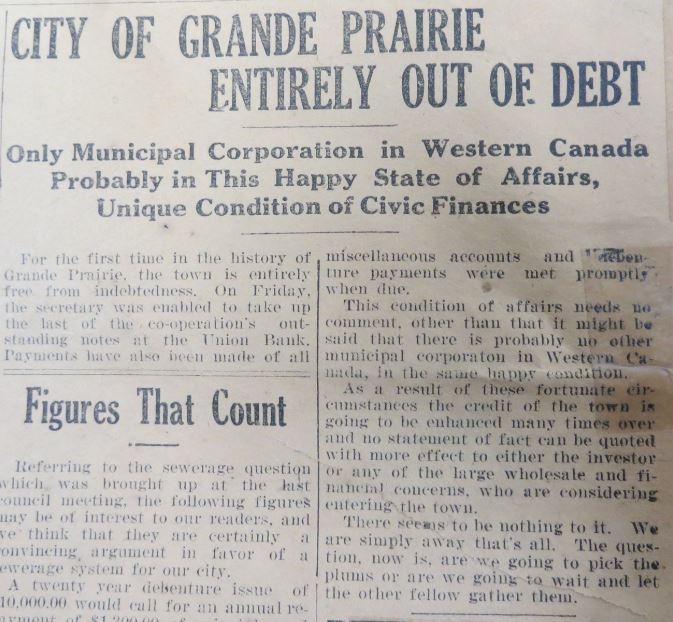 CITY OF GRANDE PRAIRIE
ENTIRELY OUT OF DEBT
Only Municipal Corporation in Western Canada
Probably in This Happy State of Affairs,
Unique Condition of Civic Finances
For the first time in the history of
Grande Prairie, the town is entirely
free from indebtedness. On Friday,
the secretary was enabled to take up
the last of the co-operation's out-
standing notes at the Union Bank.
Payments have also been made of all
miscellaneous accounts and deben-
ture payments were met promptly
when due.
This condition of affairs needs no
comment, other than that it might be
said that there is probably no other
municipal corporaton in Western Ca-
nada, in the same happy condition.
As a result of these fortunate cir-
cumstances the credit of the town is
going to be enhanced many times over
and no statement of fact can be quoted
with more effect to either the investor
or any of the large wholesale and fi-
nancial concerns, who are considering
entering the town.
There seems to be nothing to it. We
are simply away that's all. The ques-
tion, now is, are we going to pick the
plums or are we going to wait and let
the other fellow gather them.
Figures That Count
Referring to the sewerage question
which was brought up at the last
council meeting, the following figures
may be of interest to our readers, and
we think that they are certainly a
onvincing argument in favor of a
ewerage system for our city.
A twenty year debenture issue of
10,000.00 would call for an annual re-